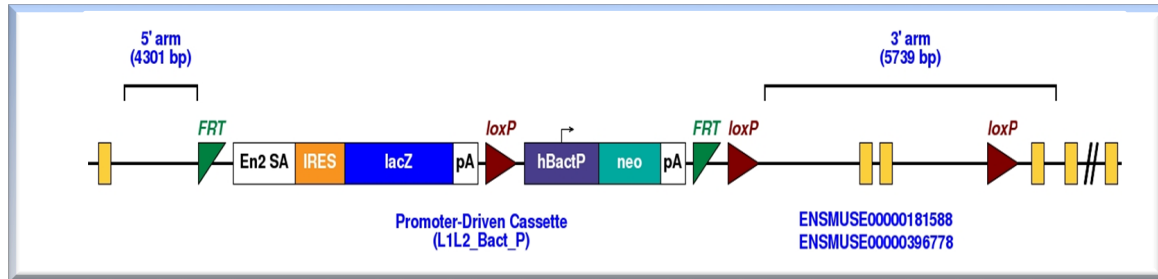 5' arm
(4301 bp)
3' arm
(5739 bp)
FRT
loxP
FRT
loxP
loxP
En2 SA
IRES
lacZ
pA
hBactP
neo
pA
Promoter-Driven Cassette
(L1L2_Bact_P)
ENSMUSE00000181588
ENSMUSE00000396778